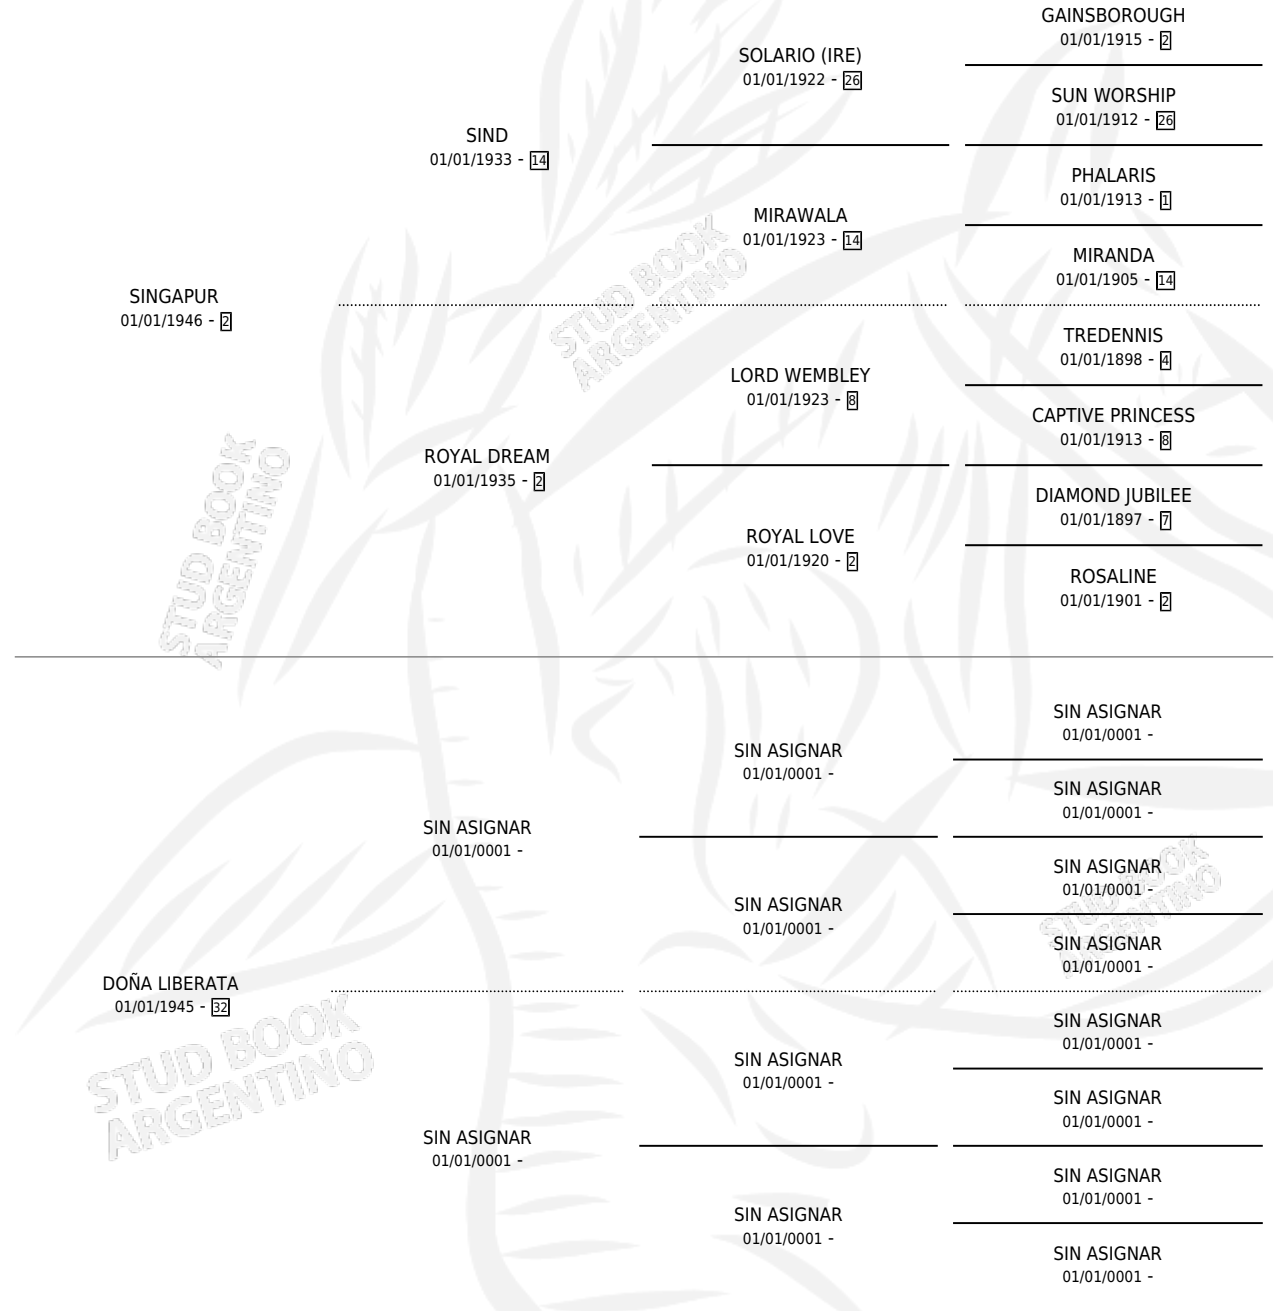 GAINSBOROUGH
01/01/1915 - 2
SOLARIO (IRE)
01/01/1922 - 26
SUN WORSHIP
01/01/1912 - 26
SIND
01/01/1933 - 14
PHALARIS
01/01/1913 - 1
MIRAWALA
01/01/1923 - 14
MIRANDA
01/01/1905 - 14
SINGAPUR
01/01/1946 - 2
TREDENNIS
01/01/1898 - 4
LORD WEMBLEY
01/01/1923 - 8
CAPTIVE PRINCESS
01/01/1913 - 8
ROYAL DREAM
01/01/1935 - 2
DIAMOND JUBILEE
01/01/1897 - 7
ROYAL LOVE
01/01/1920 - 2
ROSALINE
01/01/1901 - 2
SIN ASIGNAR
01/01/0001 -
SIN ASIGNAR
01/01/0001 -
SIN ASIGNAR
01/01/0001 -
SIN ASIGNAR
01/01/0001 -
SIN ASIGNAR
01/01/0001 -
SIN ASIGNAR
01/01/0001 -
SIN ASIGNAR
01/01/0001 -
DOÑA LIBERATA
01/01/1945 - 32
SIN ASIGNAR
01/01/0001 -
SIN ASIGNAR
01/01/0001 -
SIN ASIGNAR
01/01/0001 -
SIN ASIGNAR
01/01/0001 -
SIN ASIGNAR
01/01/0001 -
SIN ASIGNAR
01/01/0001 -
SIN ASIGNAR
01/01/0001 -
STUD BOOK
ARGENTINO
STUD BOOK
ARGENTINO
STUD BOOK
ARGENTINO
STUD BOOK
ARGENTINO